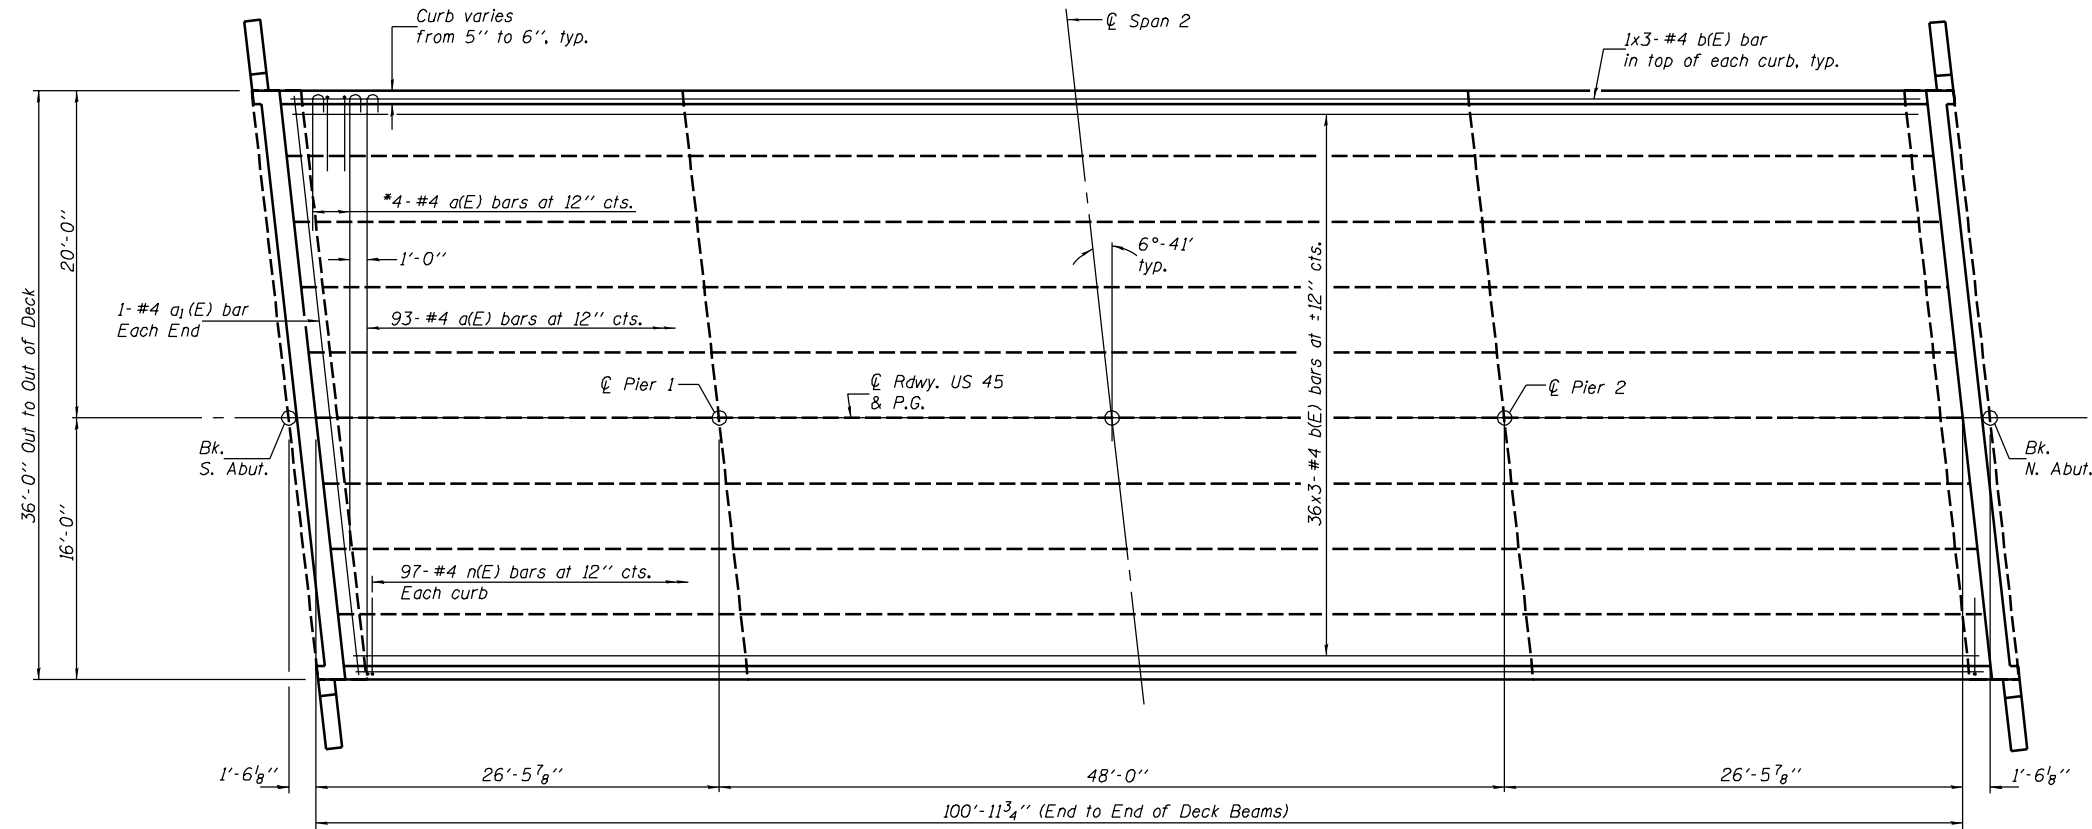 Curb varies
from 5'' to 6'', typ.
℄ Span 2
1x3-#4 b(E) bar
in top of each curb, typ.
*4-#4 a(E) bars at 12'' cts.
6°-41'
typ.
1'-0''
20'-0''
36'-0'' Out to Out of Deck
1-#4 a₁(E) bar
Each End
93-#4 a(E) bars at 12'' cts.
36x3-#4 b(E) bars at ±12'' cts.
℄ Pier 1
℄ Rdwy. US 45
& P.G.
℄ Pier 2
Bk.
S. Abut.
Bk.
N. Abut.
16'-0''
97-#4 n(E) bars at 12'' cts.
Each curb
1'-6⅛''
26'-5⅞''
48'-0''
26'-5⅞''
1'-6⅛''
100'-11¾'' (End to End of Deck Beams)